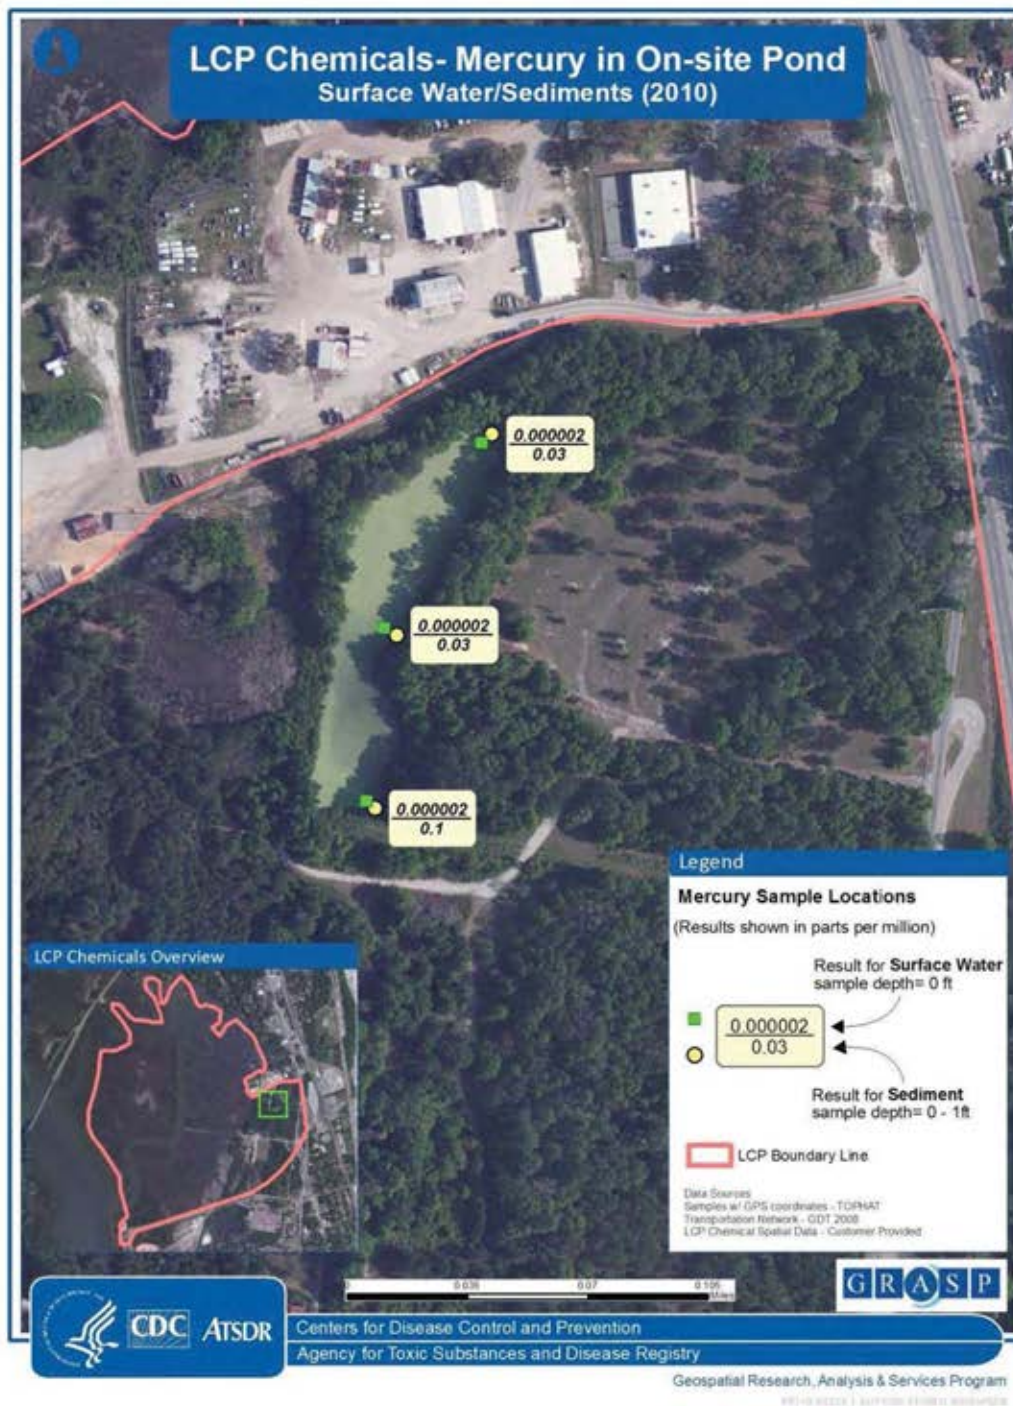 LCP Chemicals- Mercury in On-site Pond
Surface Water/Sediments (2010)
0.000002
0.03
0.000002
0.03
0.000002
0.1
Legend
Mercury Sample Locations
(Results shown in parts per million)
Result for Surface Water
sample depth= 0 ft
0.000002
0.03
Result for Sediment
sample depth= 0 - 1ft
LCP Boundary Line
Data Sources
Samples w/ GPS coordinates - TOPHAT
Transportation Network - GDT 2008
LCP Chemical Spatial Data - Customer Provided
LCP Chemicals Overview
0 0.035 0.07 0.105
Miles
GRASP
CDC ATSDR
Centers for Disease Control and Prevention
Agency for Toxic Substances and Disease Registry
Geospatial Research, Analysis & Services Program